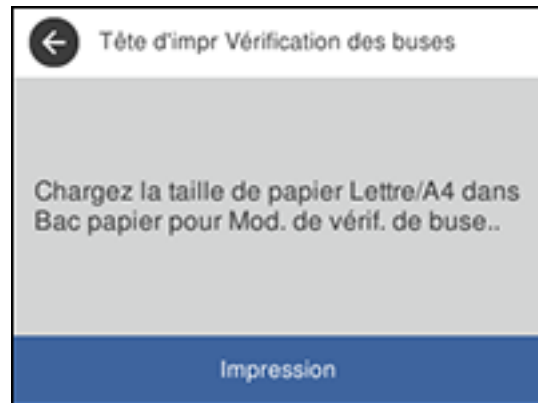 Tête d'impr Vérification des buses
Chargez la taille de papier Lettre/A4 dans
Bac papier pour Mod. de vérif. de buse..
Impression